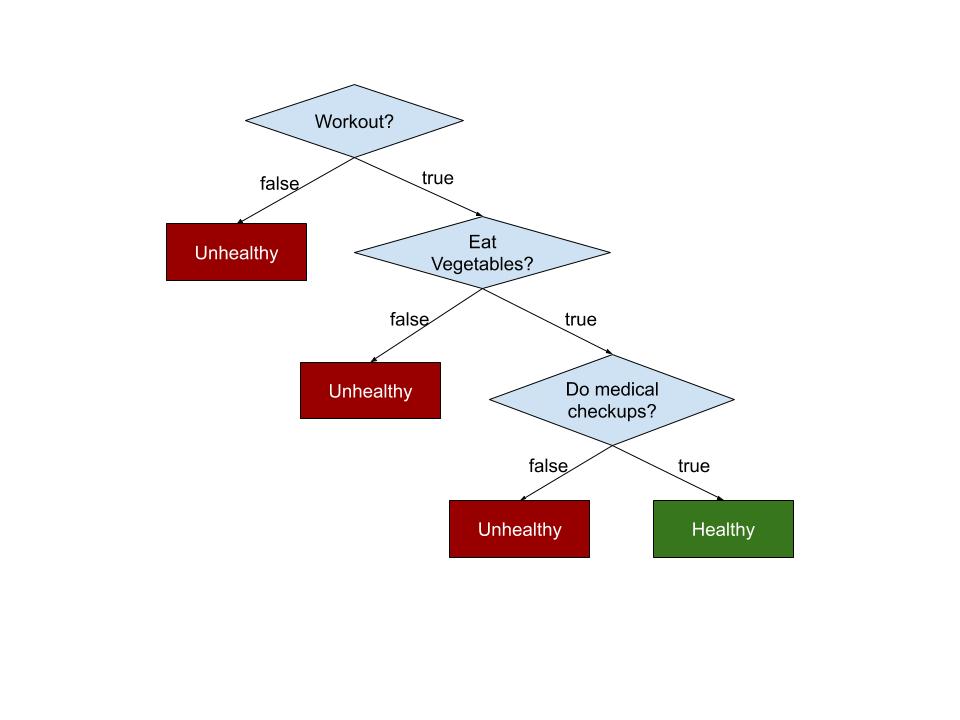 Workout?
false
true
Unhealthy
Eat
Vegetables?
false
true
Unhealthy
Do medical
checkups?
false
true
Unhealthy
Healthy